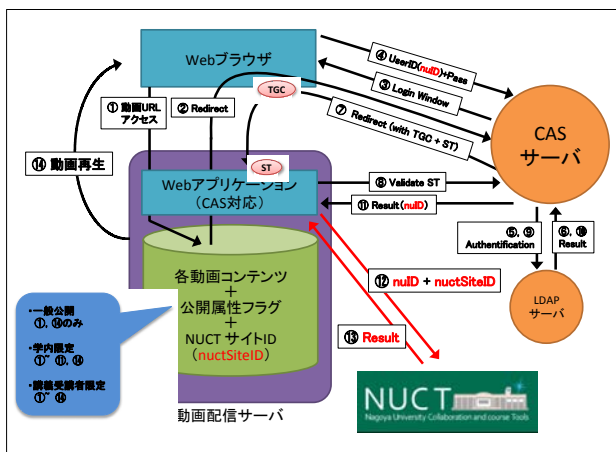 Webブラウザ
④ UserID(nuID)+Pass
③ Login Window
TGC
① 動画URL
アクセス
② Redirect
⑦ Redirect (with TGC + ST)
CAS
サーバ
⑭ 動画再生
ST
Webアプリケーション
(CAS対応)
⑧ Validate ST
⑪ Result(nuID)
⑤, ⑨
Authentification
⑥, ⑩
Result
各動画コンテンツ
+
公開属性フラグ
+
NUCT サイトID
(nuctSiteID)
⑫ nuID + nuctSiteID
LDAP
サーバ
・一般公開
①, ⑭のみ
・学内限定
①~ ⑪, ⑭
・講義受講者限定
①~ ⑭
⑬ Result
動画配信サーバ
NUCT
Nagoya University Collaboration and course Tools